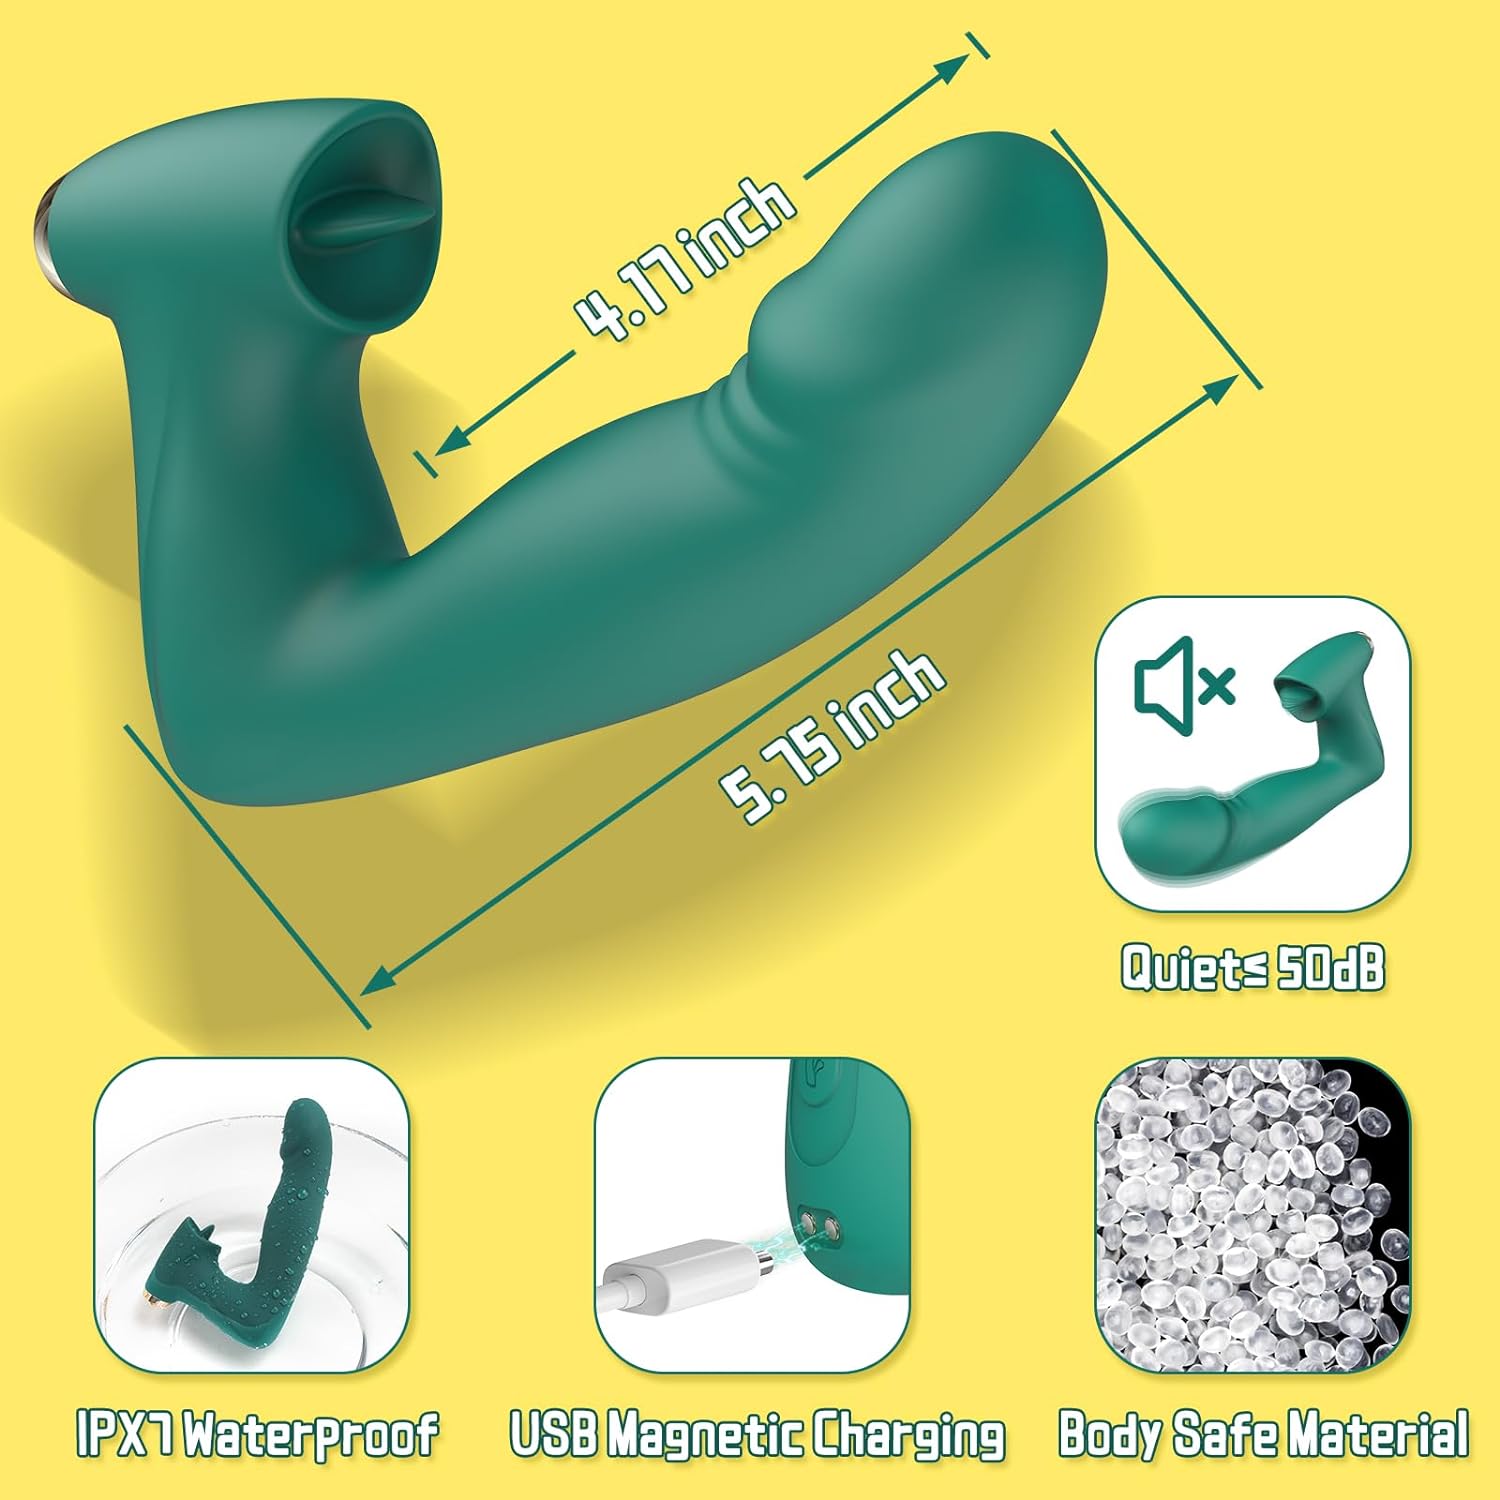 4.17 inch
5.75 inch
Quiet≤ 50dB
IPX7 Waterproof
USB Magnetic Charging
Body Safe Material